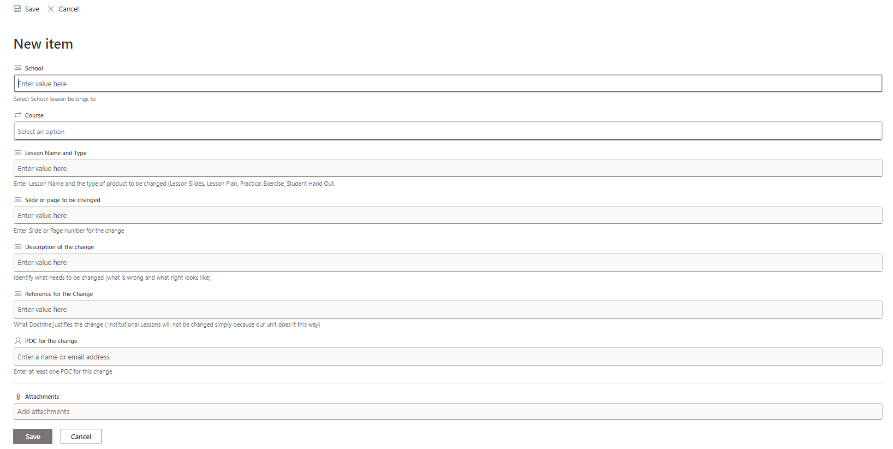 Save Cancel
New item
School
Enter value here
Select School lesson belongs to
Course
Select an option
Lesson Name and Type
Enter value here
Enter Lesson Name and the type of product to be changed (Lesson Slides, Lesson Plan, Practical Exercise, Student Hand Out
Slide or page to be changed
Enter value here
Enter Slide or Page number for the change
Description of the change
Enter value here
Identify what needs to be changed (what is wrong and what right looks like)
Reference for the Change
Enter value here
What Doctrine justifies the change (Institutional Lessons will not be changed simply because our unit does it this way)
POC for the change
Enter a name or email address
Enter at least one POC for this change
Attachments
Add attachments
Save Cancel